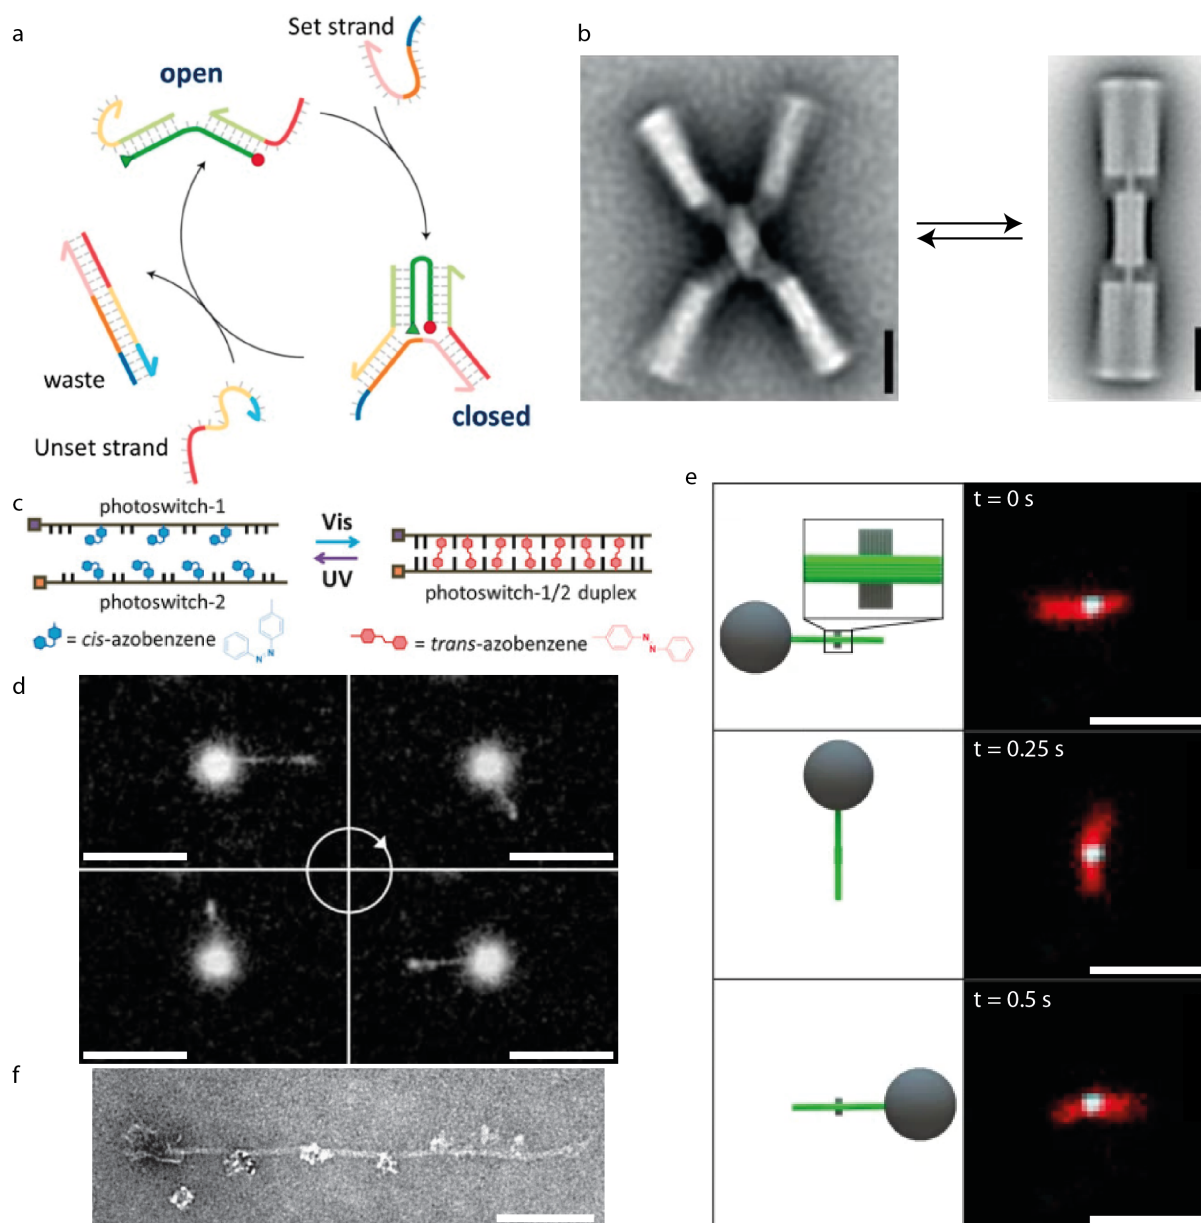 a
Set strand
open
waste
Unset strand
closed
b
c
photoswitch-1
photoswitch-2
Vis
UV
photoswitch-1/2 duplex
= cis-azobenzene
N
N
= trans-azobenzene
N
N
d
e
t = 0 s
t = 0.25 s
t = 0.5 s
f